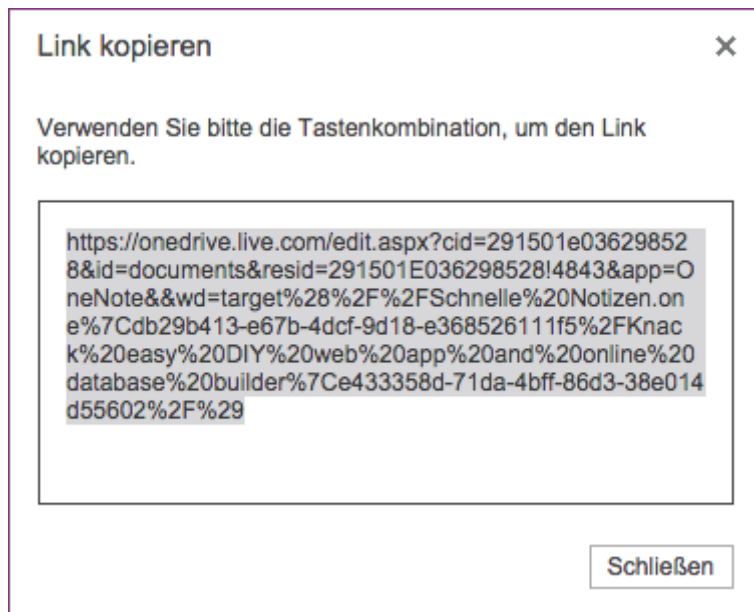 Link kopieren
Verwenden Sie bitte die Tastenkombination, um den Link
kopieren.
https://onedrive.live.com/edit.aspx?cid=291501e03629852
8&id=documents&resid=291501E036298528!4843&app=O
neNote&&wd=target%28%2F%2FSchnelle%20Notizen.on
e%7Cdb29b413-e67b-4dcf-9d18-e368526111f5%2FKnac
k%20easy%20DIY%20web%20app%20and%20online%20
database%20builder%7Ce433358d-71da-4bff-86d3-38e014
d55602%2F%29
Schließen